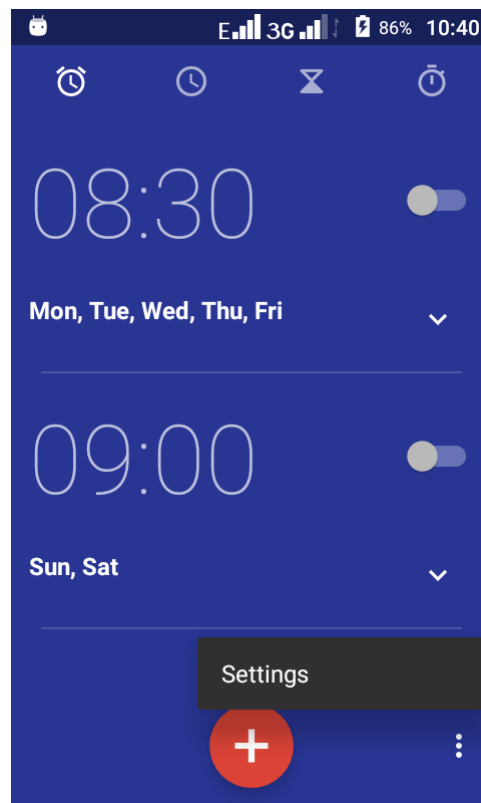 E 3G 86% 10:40
08:30
Mon, Tue, Wed, Thu, Fri
09:00
Sun, Sat
Settings